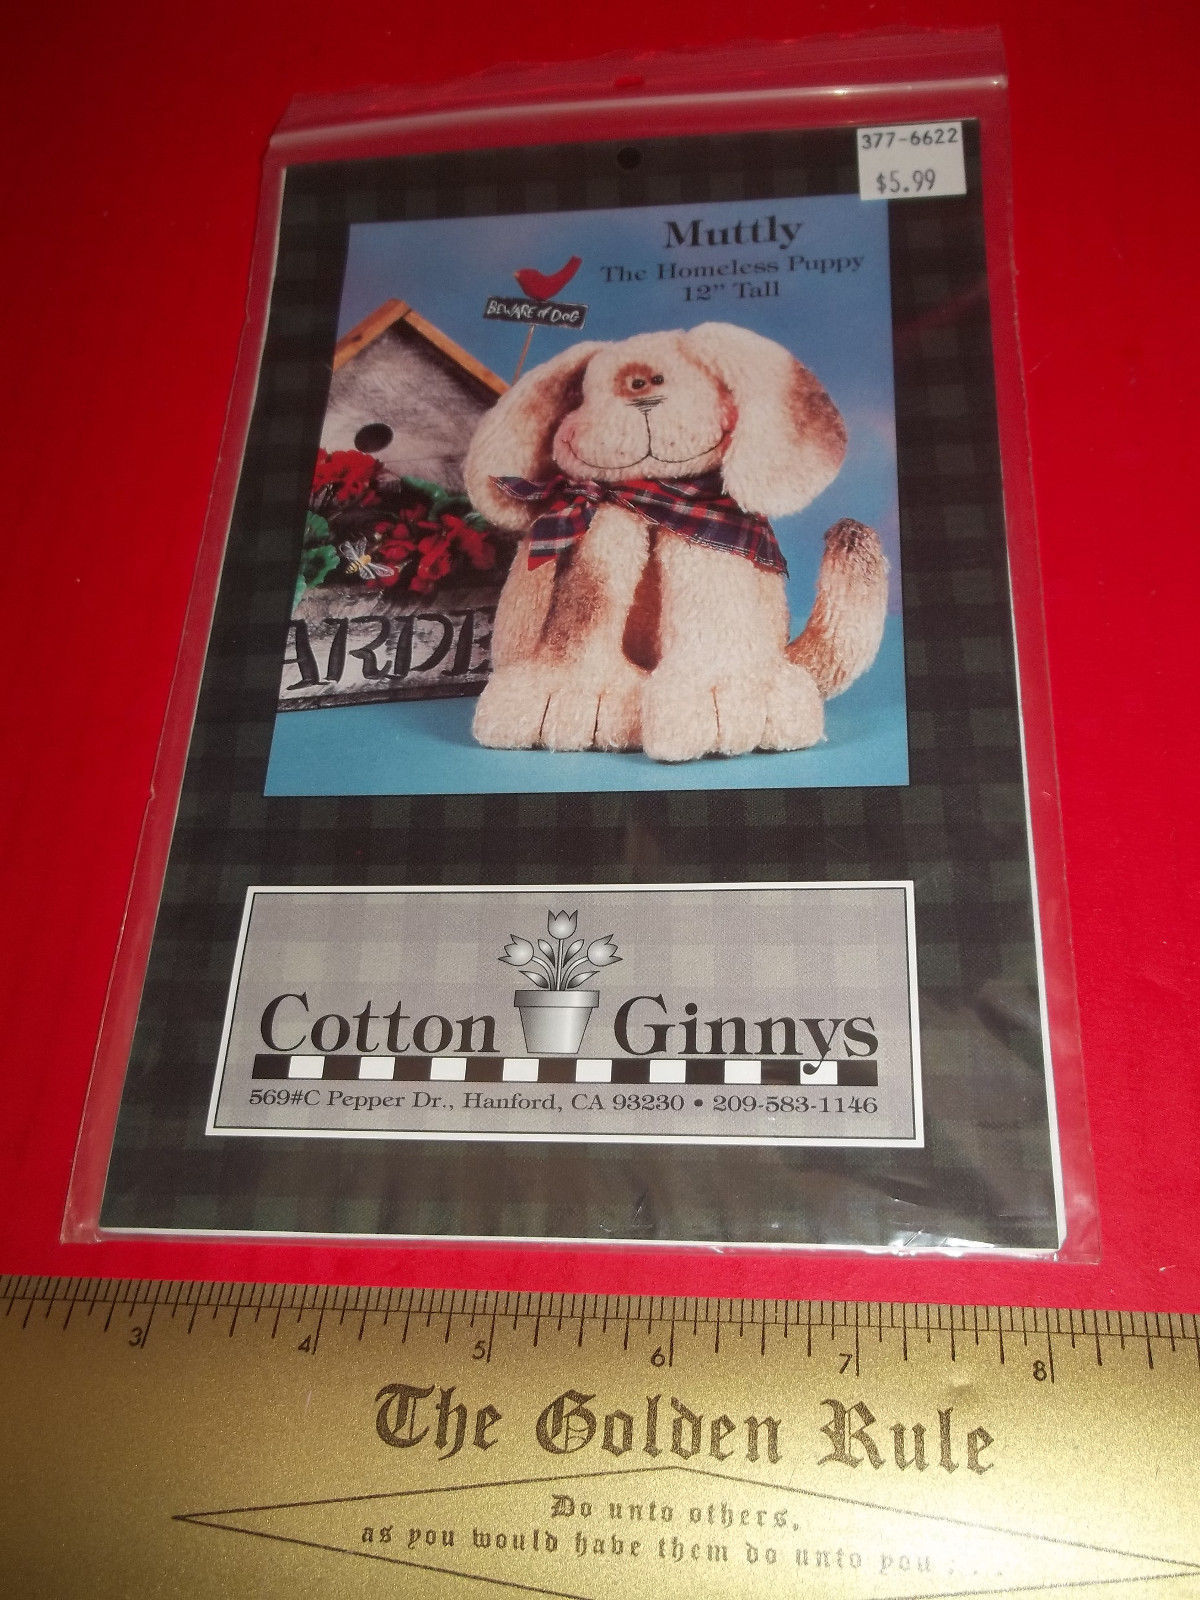 377-6622
$5.99
Muttly
The Homeless Puppy
12" Tall
BEWARE of DOG
ARDE
Cotton Ginnys
569#C Pepper Dr., Hanford, CA 93230 • 209-583-1146
3 4 5 6 7 8
The Golden Rule
Do unto others,
as you would have them do unto you . . .